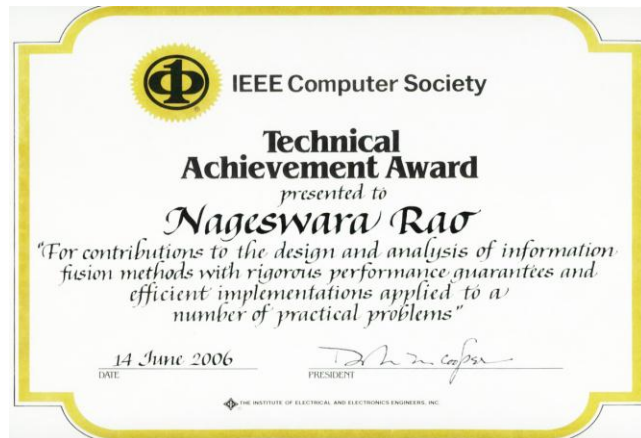 IEEE Computer Society
Technical
Achievement Award
presented to
Nageswara Rao
"For contributions to the design and analysis of information
fusion methods with rigorous performance guarantees and
efficient implementations applied to a
number of practical problems"
14 June 2006
DATE
PRESIDENT
THE INSTITUTE OF ELECTRICAL AND ELECTRONICS ENGINEERS, INC.